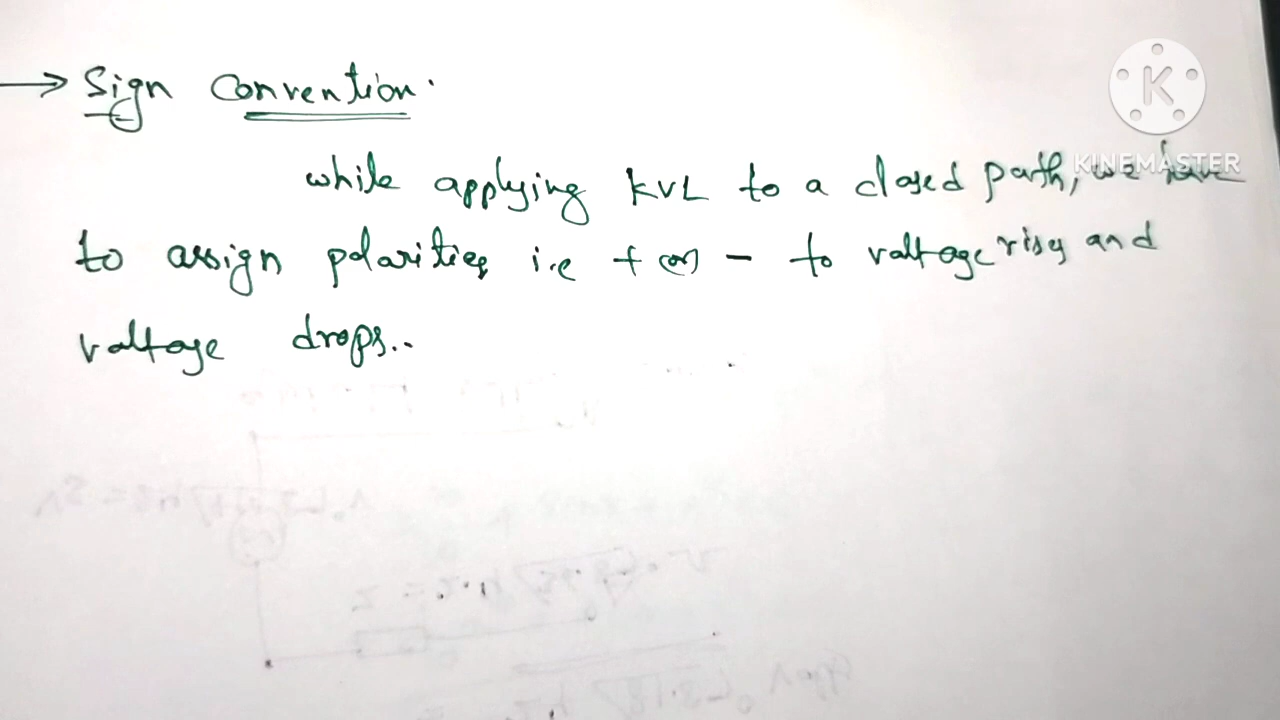 → Sign Convention.
K
KINEMASTER
while applying KVL to a closed path, we have
to assign polarities i.e + (or) - to voltage rises and
voltage drops..